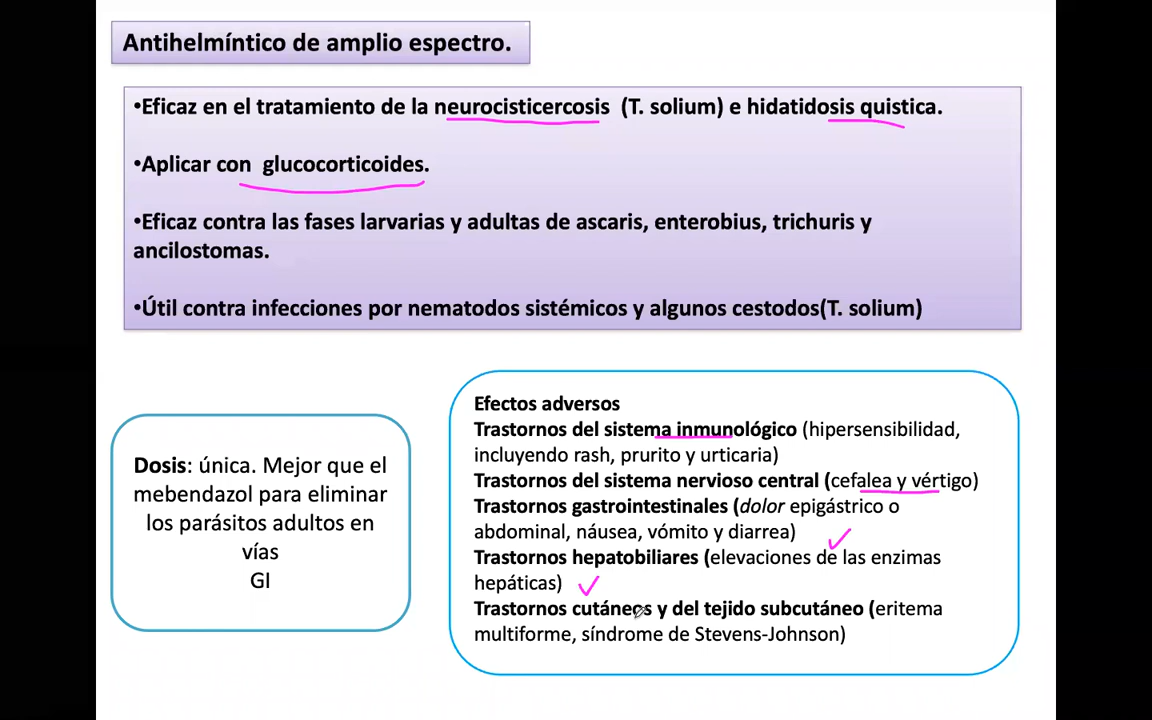 Antihelmíntico de amplio espectro.
•Eficaz en el tratamiento de la neurocisticercosis (T. solium) e hidatidosis quistica.
•Aplicar con glucocorticoides.
•Eficaz contra las fases larvarias y adultas de ascaris, enterobius, trichuris y
ancilostomas.
•Útil contra infecciones por nematodos sistémicos y algunos cestodos(T. solium)
Dosis: única. Mejor que el
mebendazol para eliminar
los parásitos adultos en
vías
GI
Efectos adversos
Trastornos del sistema inmunológico (hipersensibilidad,
incluyendo rash, prurito y urticaria)
Trastornos del sistema nervioso central (cefalea y vértigo)
Trastornos gastrointestinales (dolor epigástrico o
abdominal, náusea, vómito y diarrea)
Trastornos hepatobiliares (elevaciones de las enzimas
hepáticas)
Trastornos cutáneos y del tejido subcutáneo (eritema
multiforme, síndrome de Stevens-Johnson)